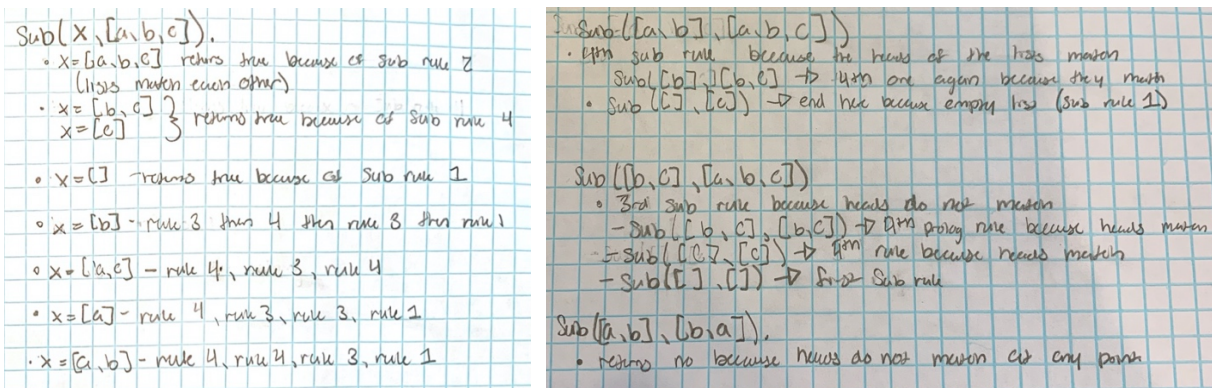 Sub(X,[a,b,c]).
• X=[a,b,c] returns true because of sub rule 2
(lists match each other)
• X=[b,c]
X=[c] } returns true because of sub rule 4
• X=[] - returns true because of sub rule 1
• X=[b] - rule 3 then 4 then rule 3 then rule 1
• X=[a,c] - rule 4, rule 3, rule 4
• X=[a] - rule 4, rule 3, rule 3, rule 1
• X=[a,b] - rule 4, rule 4, rule 3, rule 1
Sub([a,b],[a,b,c])
• 4th sub rule because the heads of the lists match
Sub([b],[b,c] → 4th one again because they match
• Sub([],[c]) → end here because empty list (sub rule 1)
Sub([b,c],[a,b,c])
• 3rd sub rule because heads do not match
- Sub([b,c],[b,c]) → 4th prolog rule because heads match
- Sub([c],[c]) → 4th rule because heads match
- Sub([],[]) → first Sub rule
Sub([a,b],[b,a]).
• returns no because heads do not match at any point